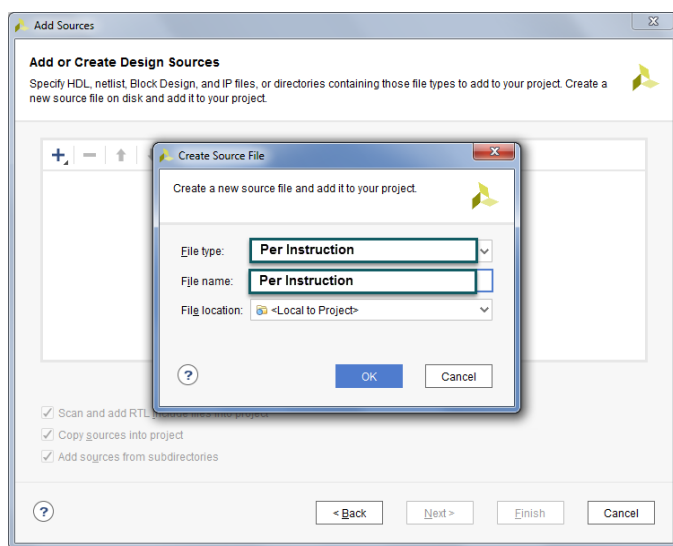 Add Sources
Add or Create Design Sources
Specify HDL, netlist, Block Design, and IP files, or directories containing those file types to add to your project. Create a
new source file on disk and add it to your project.
Create Source File
Create a new source file and add it to your project.
File type: Per Instruction
File name: Per Instruction
File location: <Local to Project>
? OK Cancel
Scan and add RTL include files into project
Copy sources into project
Add sources from subdirectories
? < Back Next > Finish Cancel